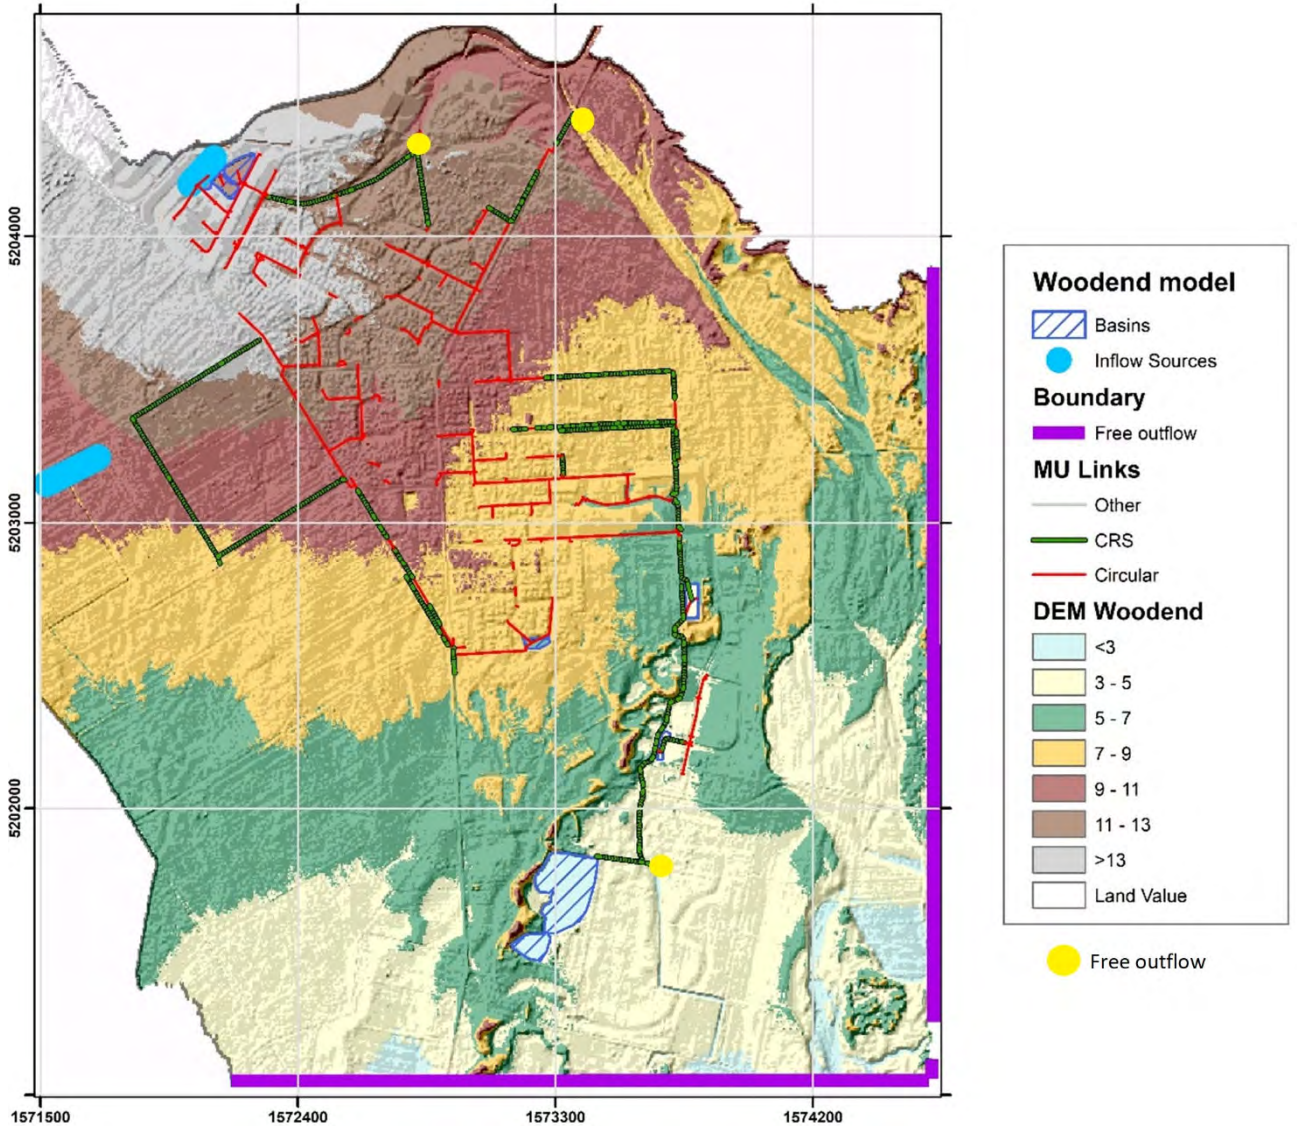 5204000
5203000
5202000
1571500
1572400
1573300
1574200
Woodend model
Basins
Inflow Sources
Boundary
Free outflow
MU Links
Other
CRS
Circular
DEM Woodend
<3
3 - 5
5 - 7
7 - 9
9 - 11
11 - 13
>13
Land Value
Free outflow